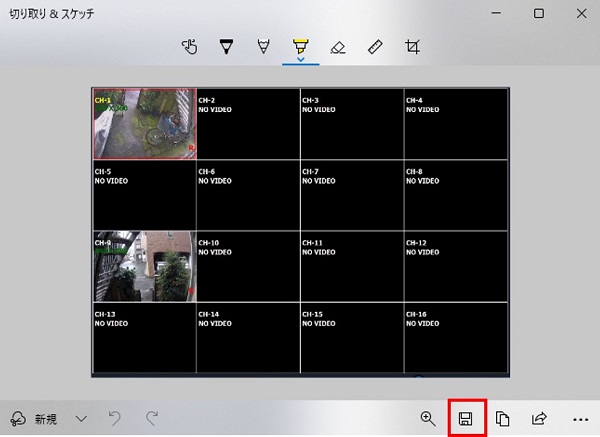 切り取り & スケッチ
CH-1
CH-2
NO VIDEO
CH-3
NO VIDEO
CH-4
NO VIDEO
R
CH-5
NO VIDEO
CH-6
NO VIDEO
CH-7
NO VIDEO
CH-8
NO VIDEO
CH-9
CH-10
NO VIDEO
CH-11
NO VIDEO
CH-12
NO VIDEO
R
CH-13
NO VIDEO
CH-14
NO VIDEO
CH-15
NO VIDEO
CH-16
NO VIDEO
新規